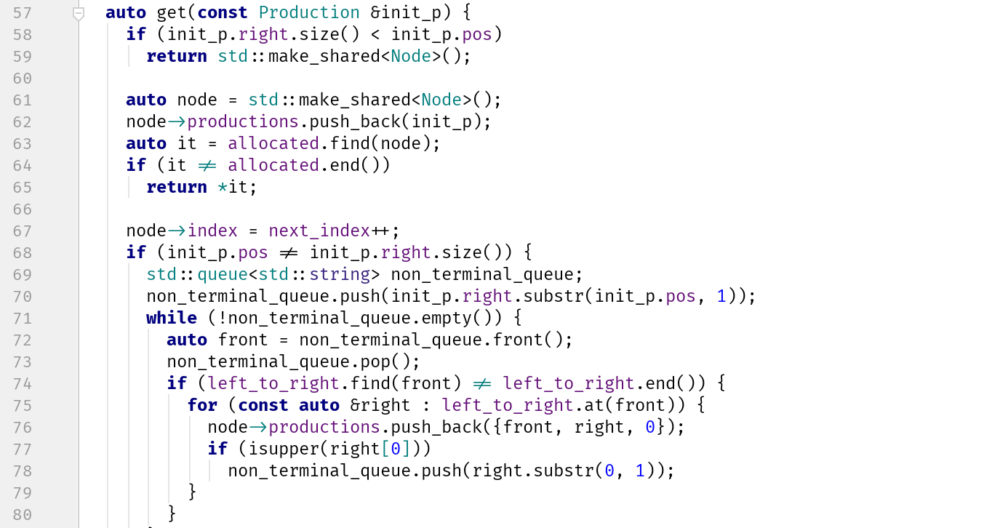 57 auto get(const Production &init_p) {
58 if (init_p.right.size() < init_p.pos)
59 return std::make_shared<Node>();
60
61 auto node = std::make_shared<Node>();
62 node->productions.push_back(init_p);
63 auto it = allocated.find(node);
64 if (it != allocated.end())
65 return *it;
66
67 node->index = next_index++;
68 if (init_p.pos != init_p.right.size()) {
69 std::queue<std::string> non_terminal_queue;
70 non_terminal_queue.push(init_p.right.substr(init_p.pos, 1));
71 while (!non_terminal_queue.empty()) {
72 auto front = non_terminal_queue.front();
73 non_terminal_queue.pop();
74 if (left_to_right.find(front) != left_to_right.end()) {
75 for (const auto &right : left_to_right.at(front)) {
76 node->productions.push_back({front, right, 0});
77 if (isupper(right[0]))
78 non_terminal_queue.push(right.substr(0, 1));
79 }
80 }